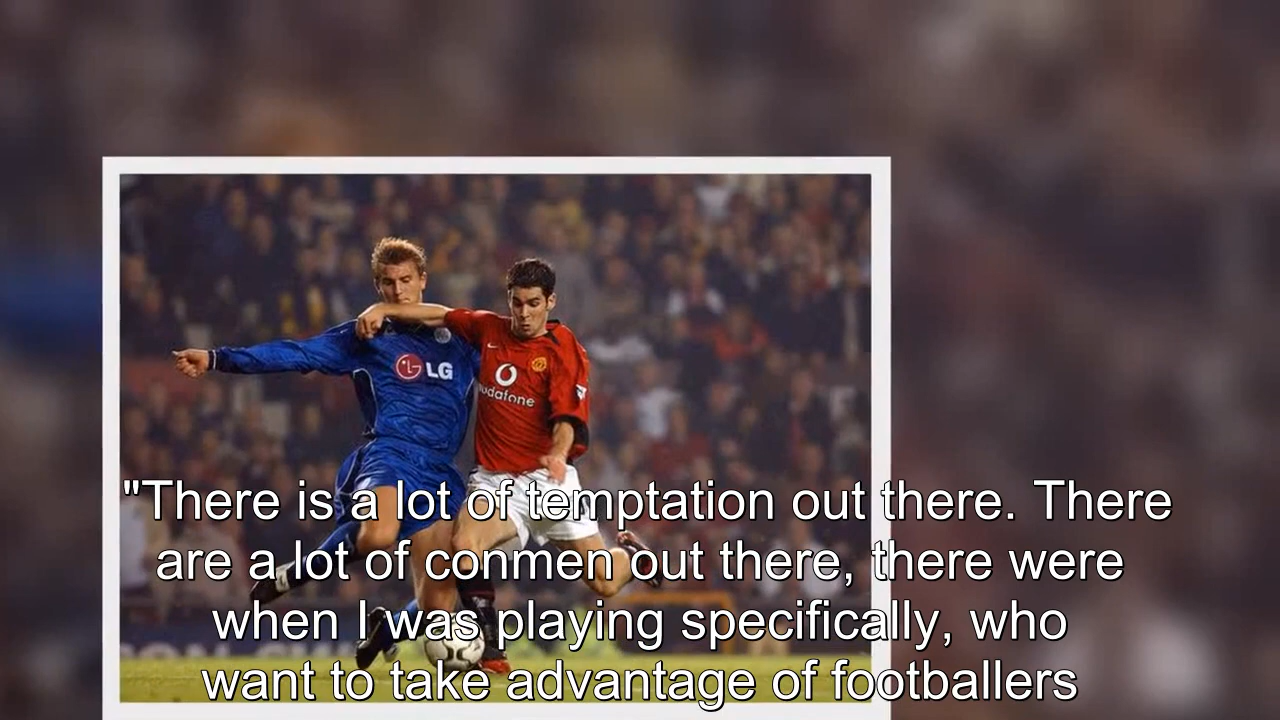 LG
vodafone
"There is a lot of temptation out there. There
are a lot of conmen out there, there were
when I was playing specifically, who
want to take advantage of footballers